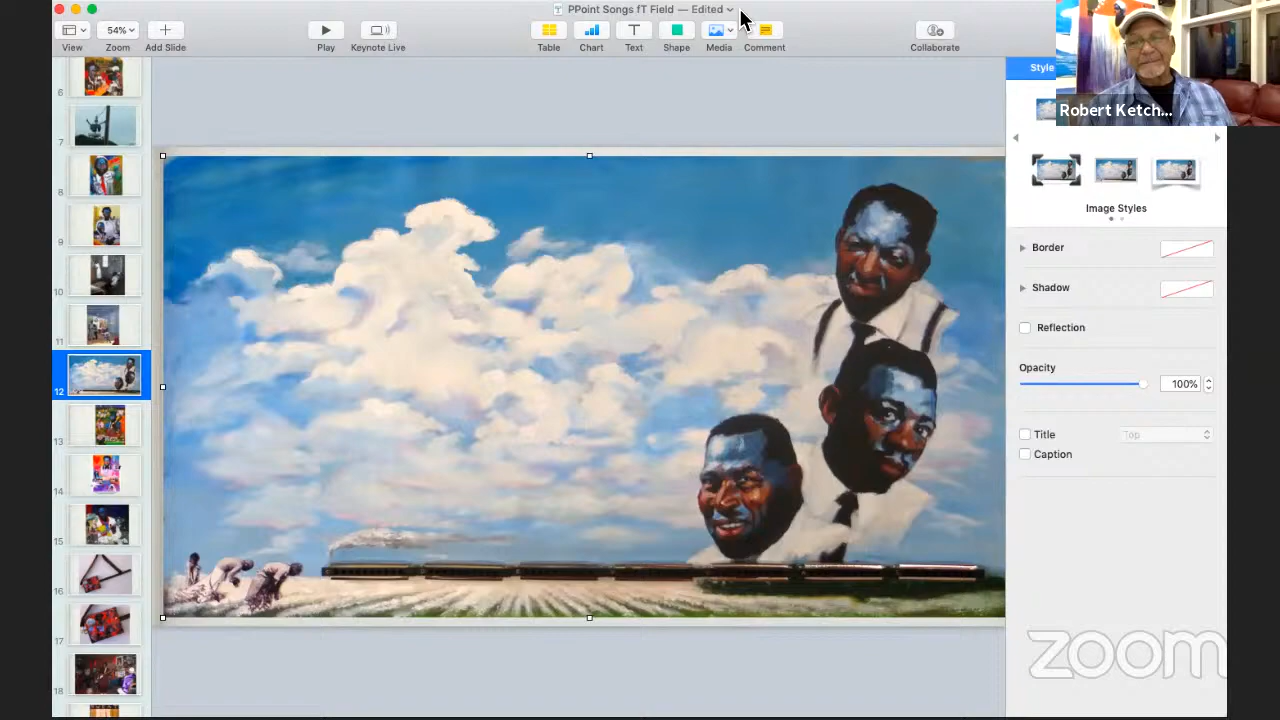 PPoint Songs fT Field — Edited
54%
View
Zoom
Add Slide
Play
Keynote Live
Table
Chart
Text
Shape
Media
Comment
Collaborate
Style
Robert Ketch...
6
7
8
9
10
11
12
13
14
15
16
17
18
Image Styles
Border
Shadow
Reflection
Opacity
100%
Title
Top
Caption
zoom